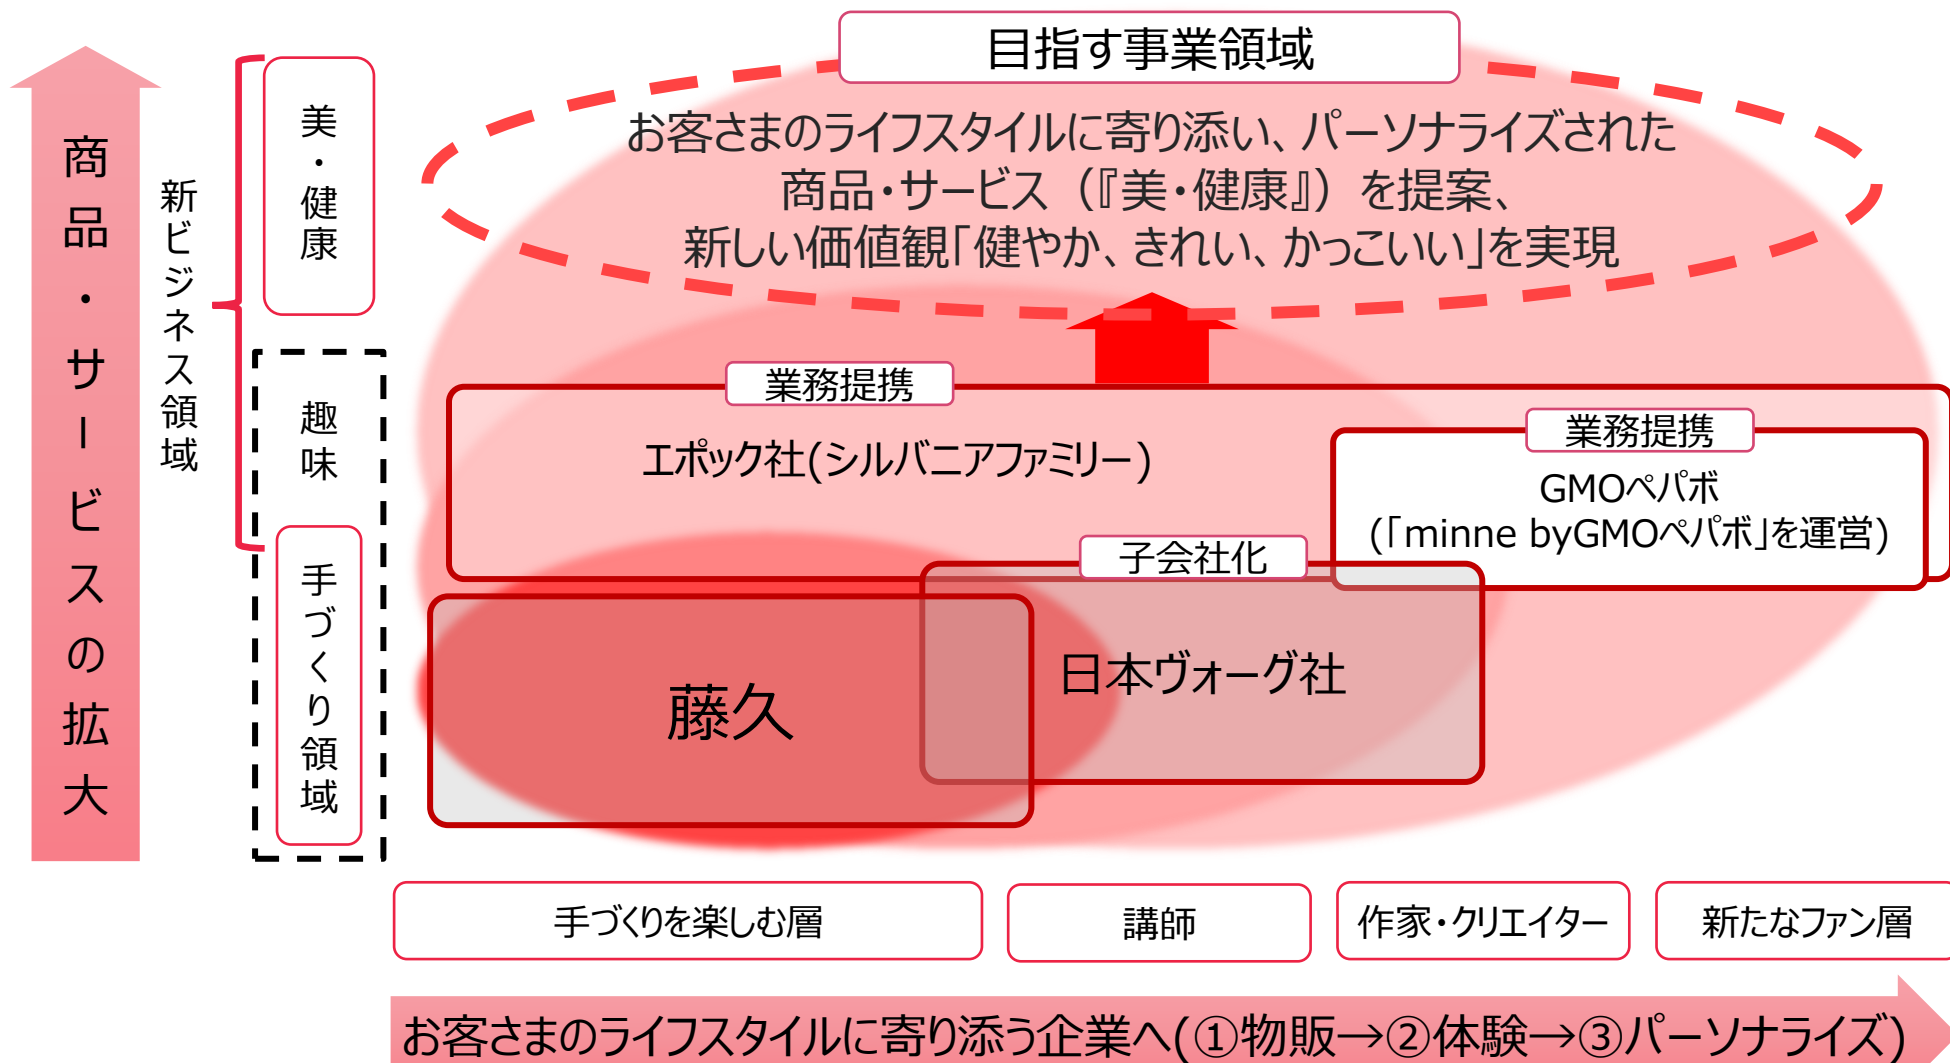 目指す事業領域
お客さまのライフスタイルに寄り添い、パーソナライズされた
商品・サービス（『美・健康』）を提案、
新しい価値観「健やか、きれい、かっこいい」を実現
商品・サービスの拡大
新ビジネス領域
美・健康
趣味
手づくり領域
業務提携
エポック社(シルバニアファミリー)
業務提携
GMOペパボ
(「minne byGMOペパボ」を運営)
子会社化
日本ヴォーグ社
藤久
手づくりを楽しむ層
講師
作家・クリエイター
新たなファン層
お客さまのライフスタイルに寄り添う企業へ(①物販→②体験→③パーソナライズ)